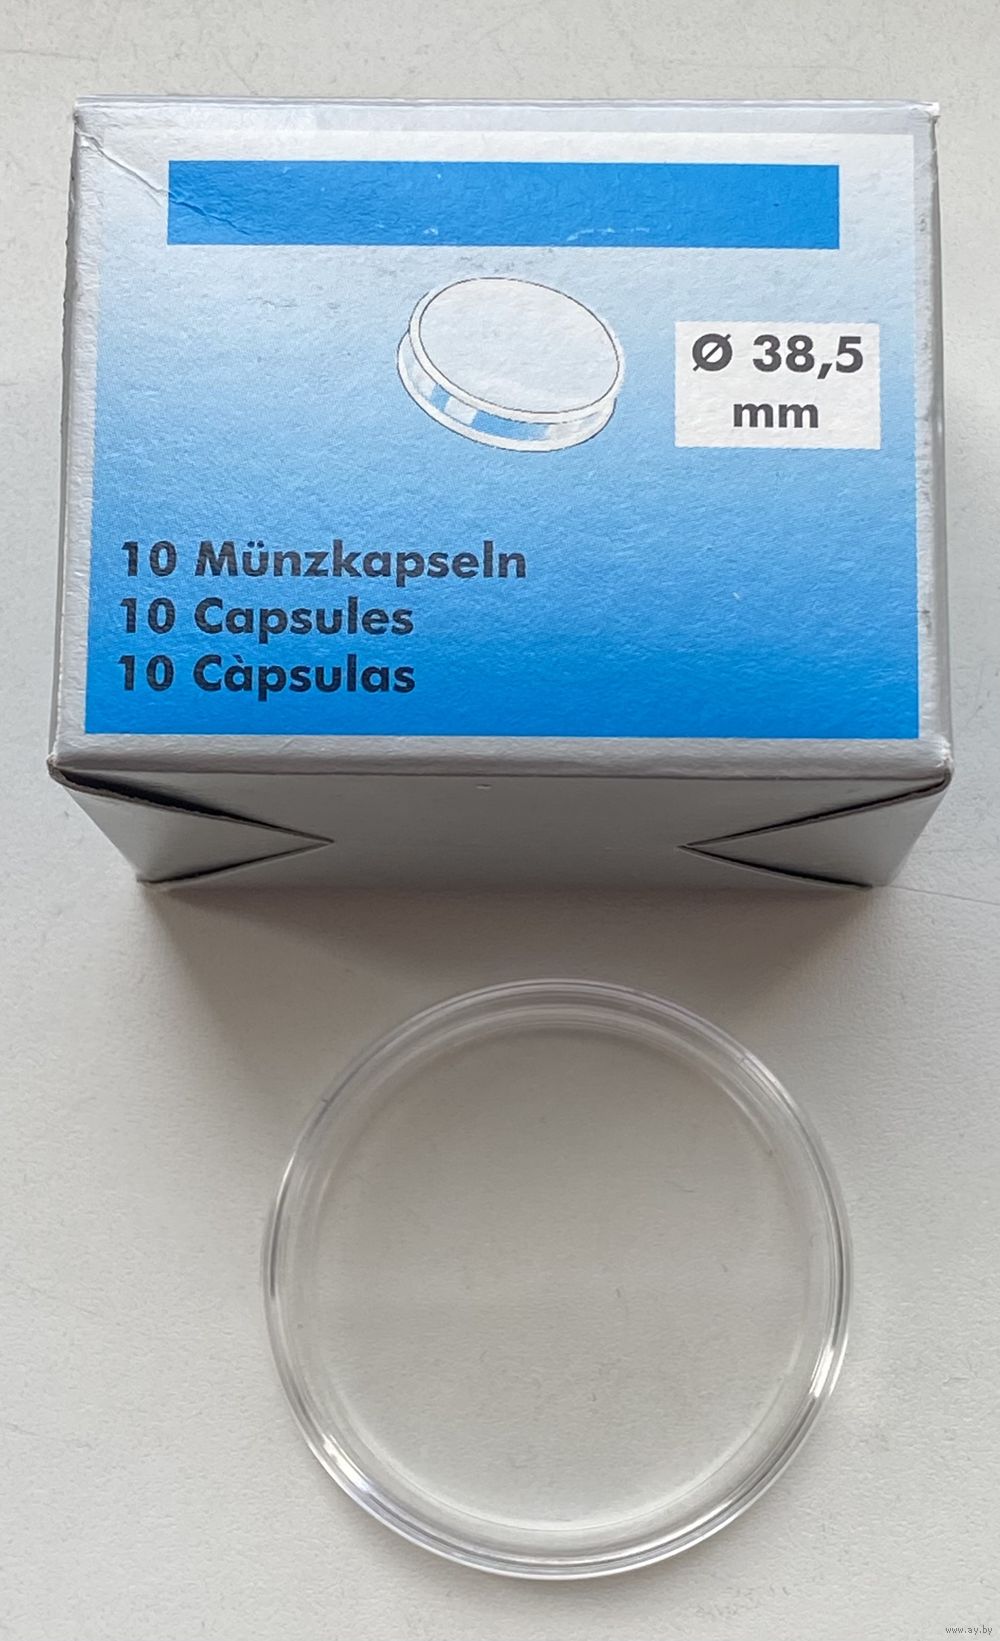 Ø 38,5
mm
10 Münzkapseln
10 Capsules
10 Càpsulas
www.ay.by